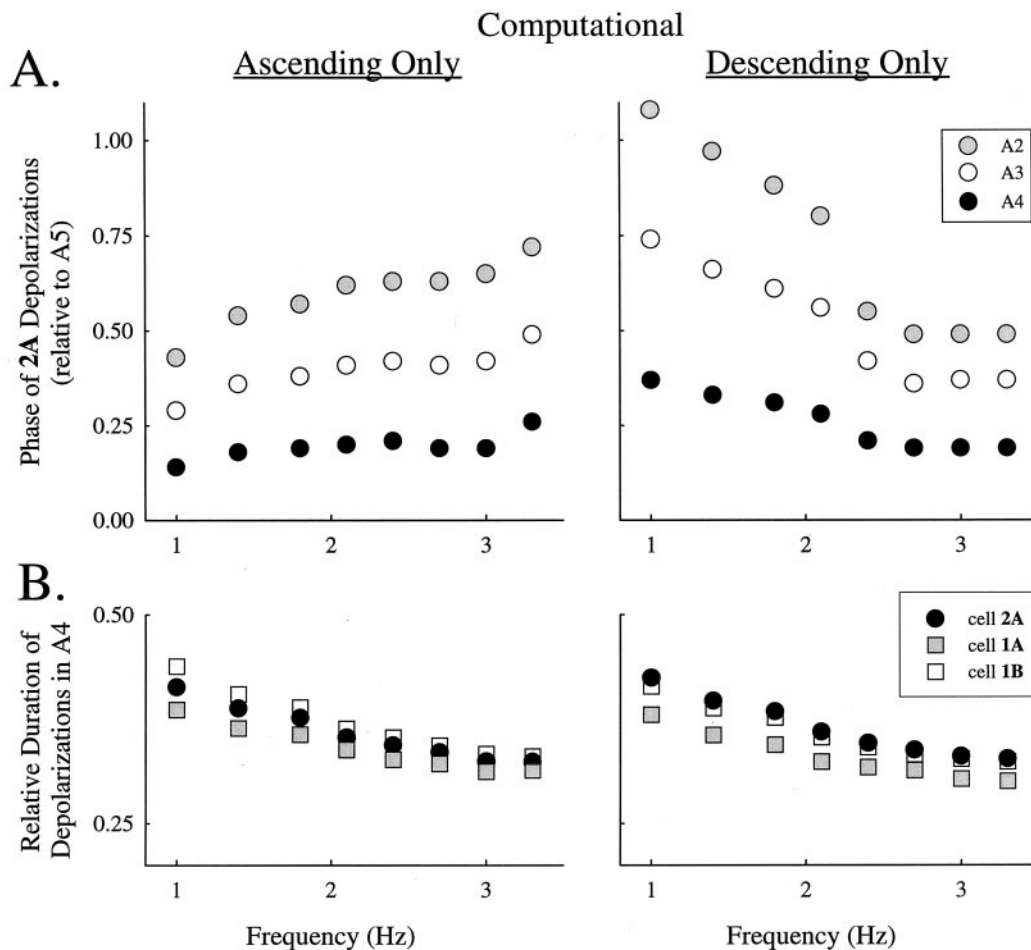 Computational
A.
Ascending Only
Descending Only
Phase of 2A Depolarizations
(relative to A5)
1.00
0.75
0.50
0.25
0.00
1
2
3
1
2
3
A2
A3
A4
B.
Relative Duration of
Depolarizations in A4
0.50
0.25
1
2
3
1
2
3
cell 2A
cell 1A
cell 1B
Frequency (Hz)
Frequency (Hz)